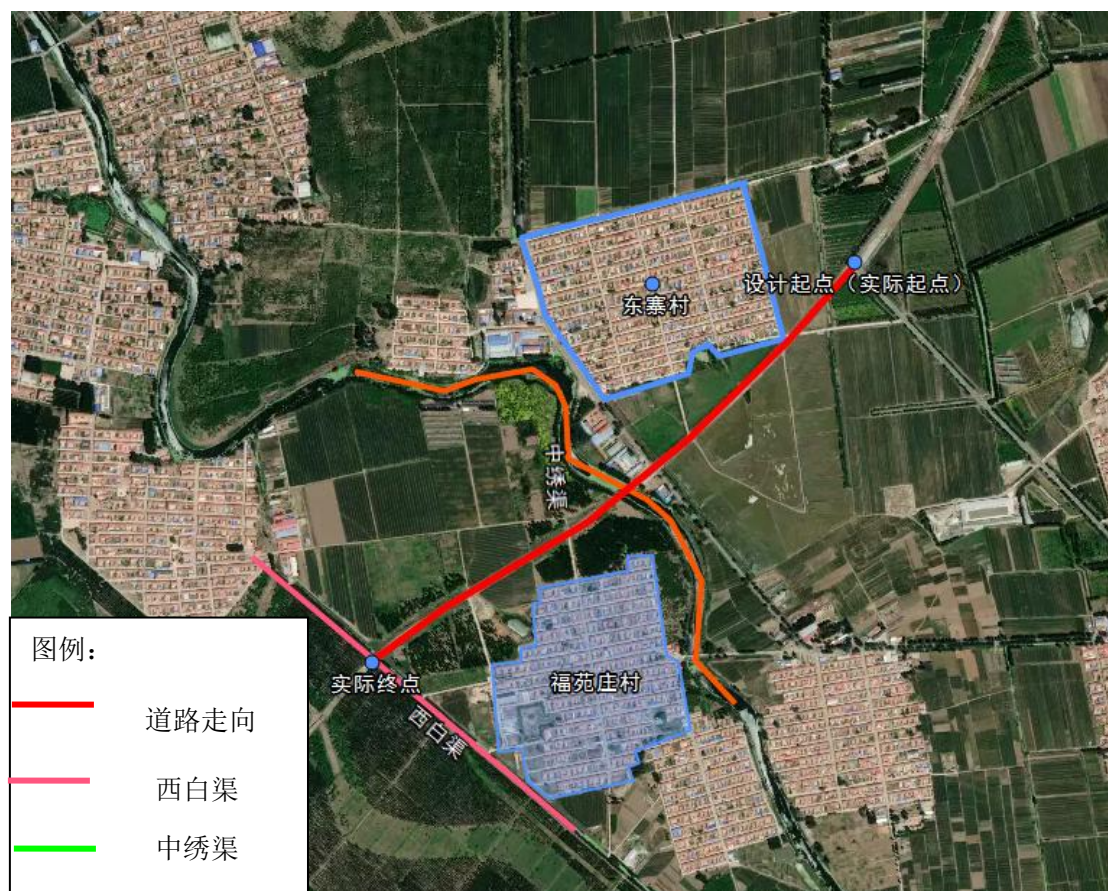 设计起点（实际起点）
东寨村
中绣渠
福苑庄村
实际终点
西白渠
图例：
道路走向
西白渠
中绣渠